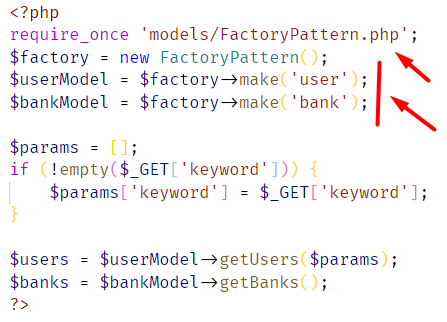 <?php
require_once 'models/FactoryPattern.php';
$factory = new FactoryPattern();
$userModel = $factory->make('user');
$bankModel = $factory->make('bank');
$params = [];
if (!empty($_GET['keyword'])) {
    $params['keyword'] = $_GET['keyword'];
}
$users = $userModel->getUsers($params);
$banks = $bankModel->getBanks();
?>